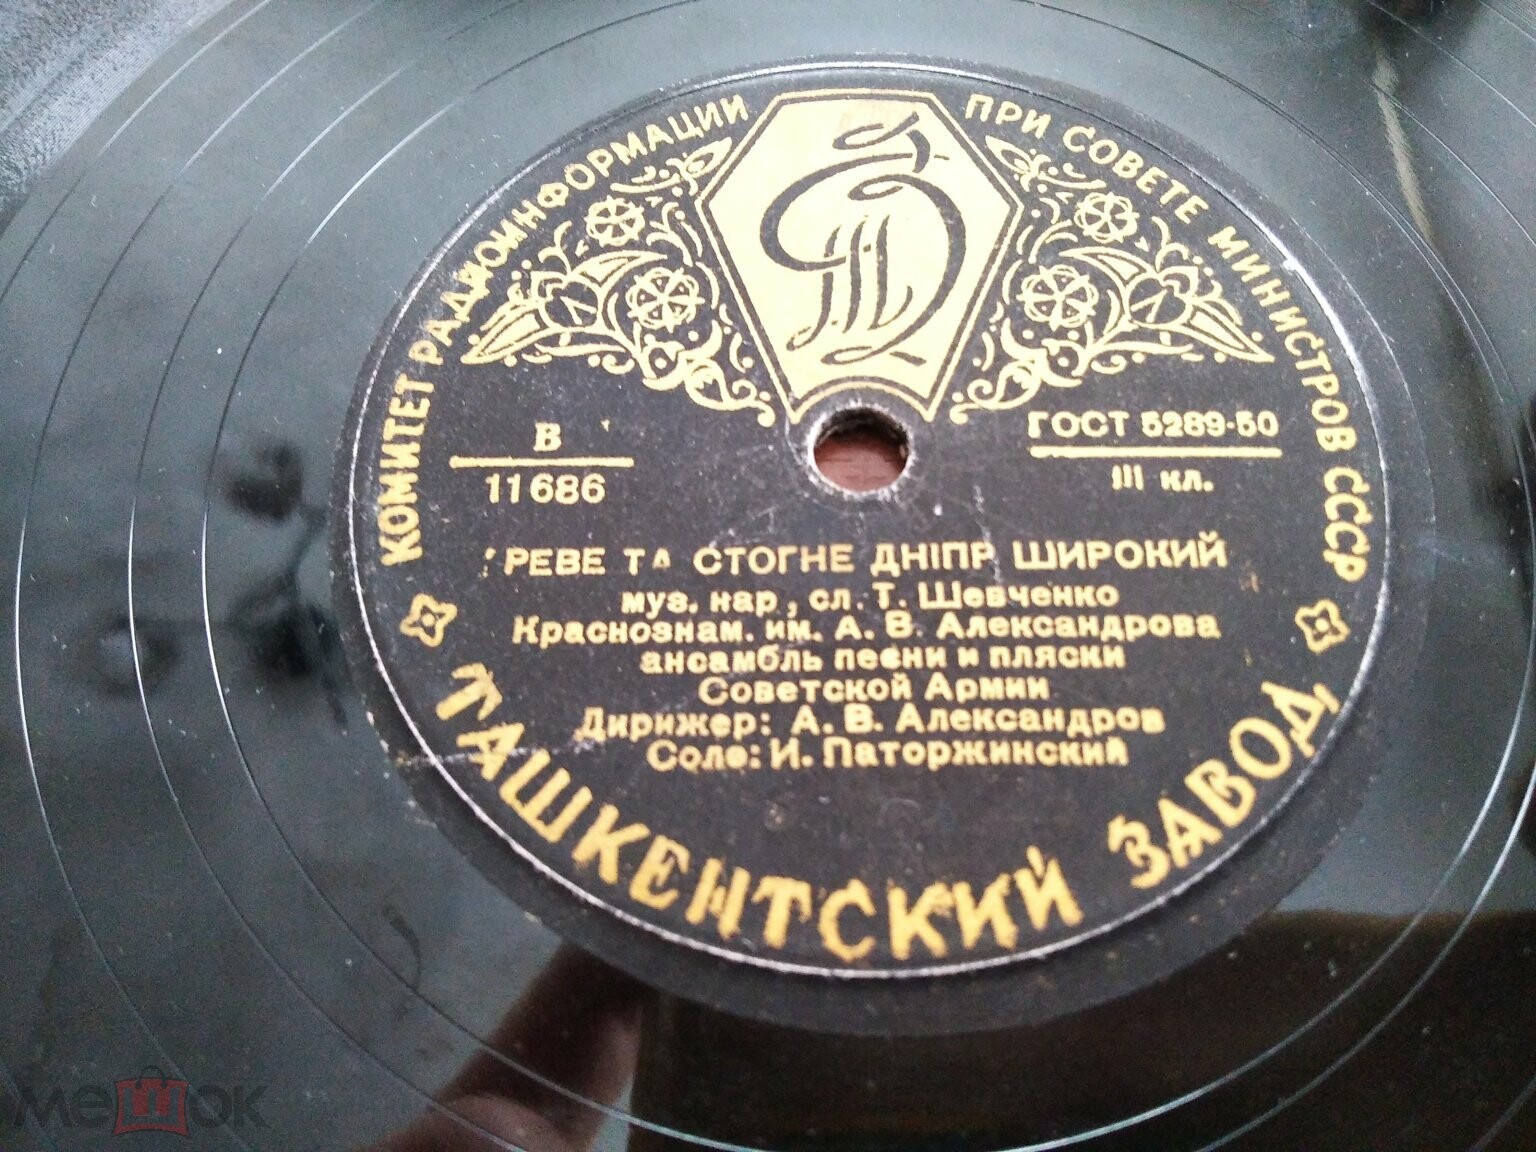 КОМИТЕТ РАДИОИНФОРМАЦИИ ПРИ СОВЕТЕ МИНИСТРОВ СССР
В
11686
ГОСТ 5289-50
III кл.
РЕВЕ ТА СТОГНЕ ДНІПР ШИРОКИЙ
муз. нар, сл. Т. Шевченко
Краснознам. им. А. В. Александрова
ансамбль песни и пляски
Советской Армии
Дирижер: А. В. Александров
Соло: И. Паторжинский
ТАШКЕНТСКИЙ ЗАВОД
мешок